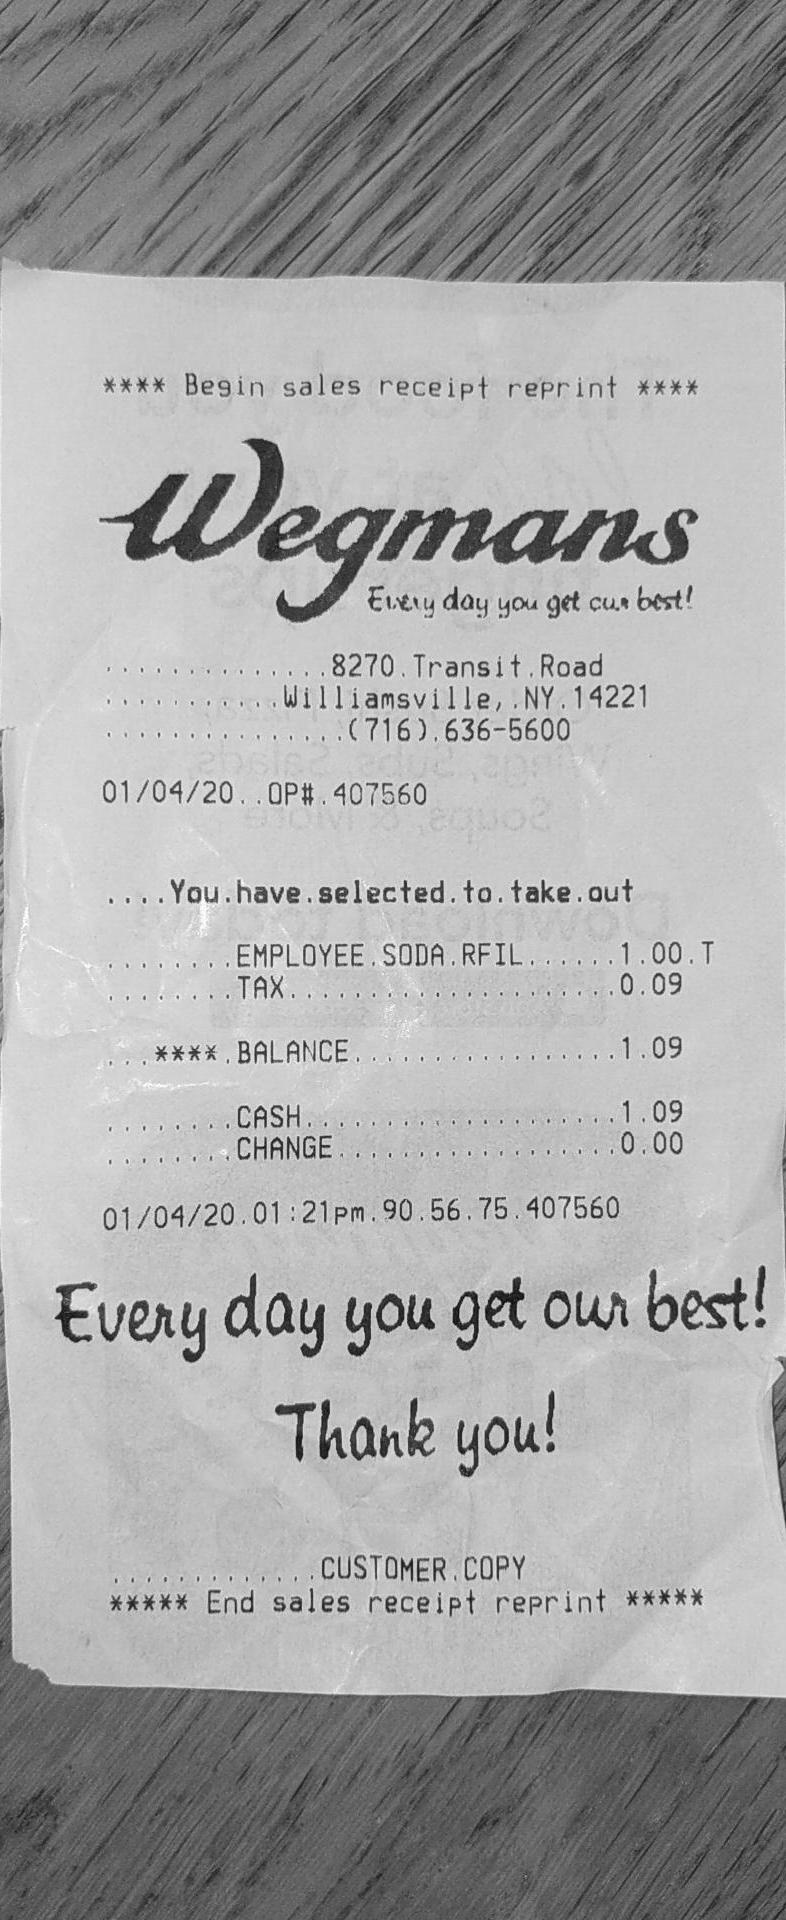 **** Begin sales receipt reprint ****
Wegmans
Every day you get our best!
..............8270.Transit.Road
...........Williamsville,.NY.14221
...............(716).636-5600
01/04/20..OP#.407560
....You.have.selected.to.take.out
........EMPLOYEE.SODA.RFIL......1.00.T
........TAX.....................0.09
...****.BALANCE.................1.09
........CASH....................1.09
........CHANGE..................0.00
01/04/20.01:21pm.90.56.75.407560
Every day you get our best!
Thank you!
.............CUSTOMER.COPY
***** End sales receipt reprint *****